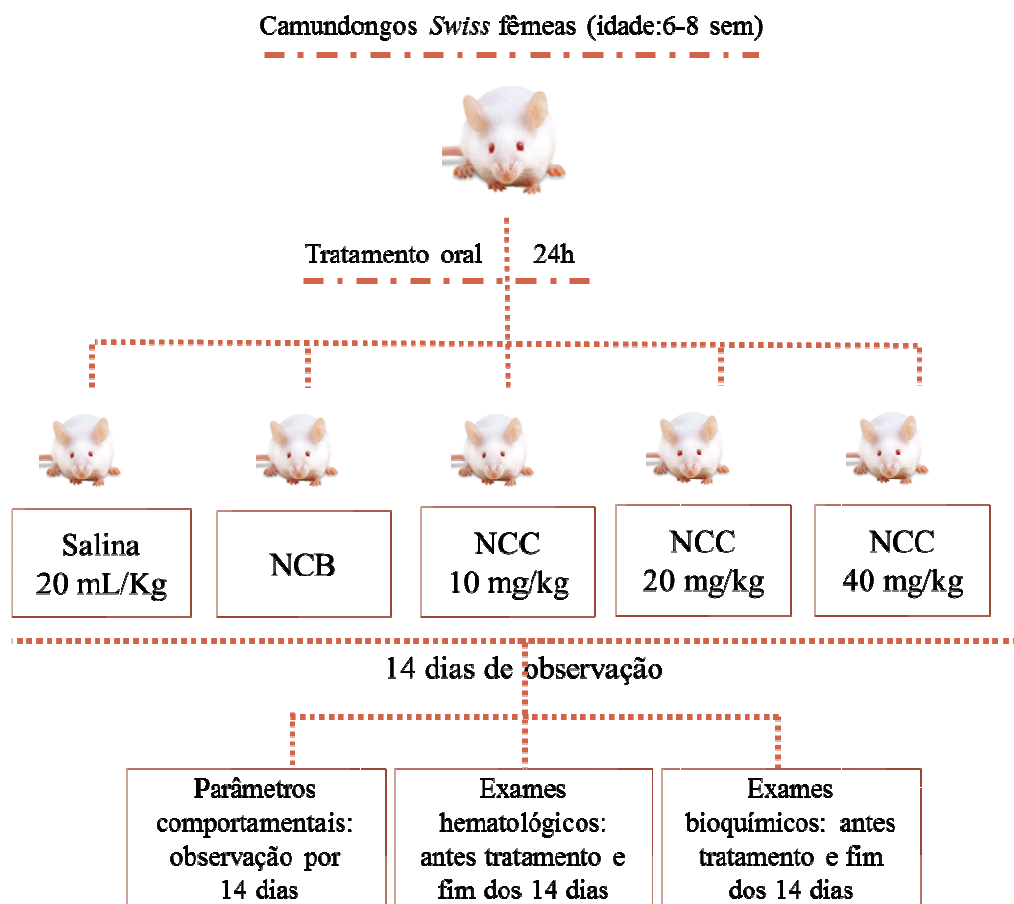 Camundongos Swiss fêmeas (idade:6-8 sem)
Tratamento oral 24h
Salina
20 mL/Kg
NCB
NCC
10 mg/kg
NCC
20 mg/kg
NCC
40 mg/kg
14 dias de observação
Parâmetros
comportamentais:
observação por
14 dias
Exames
hematológicos:
antes tratamento e
fim dos 14 dias
Exames
bioquímicos: antes
tratamento e fim
dos 14 dias